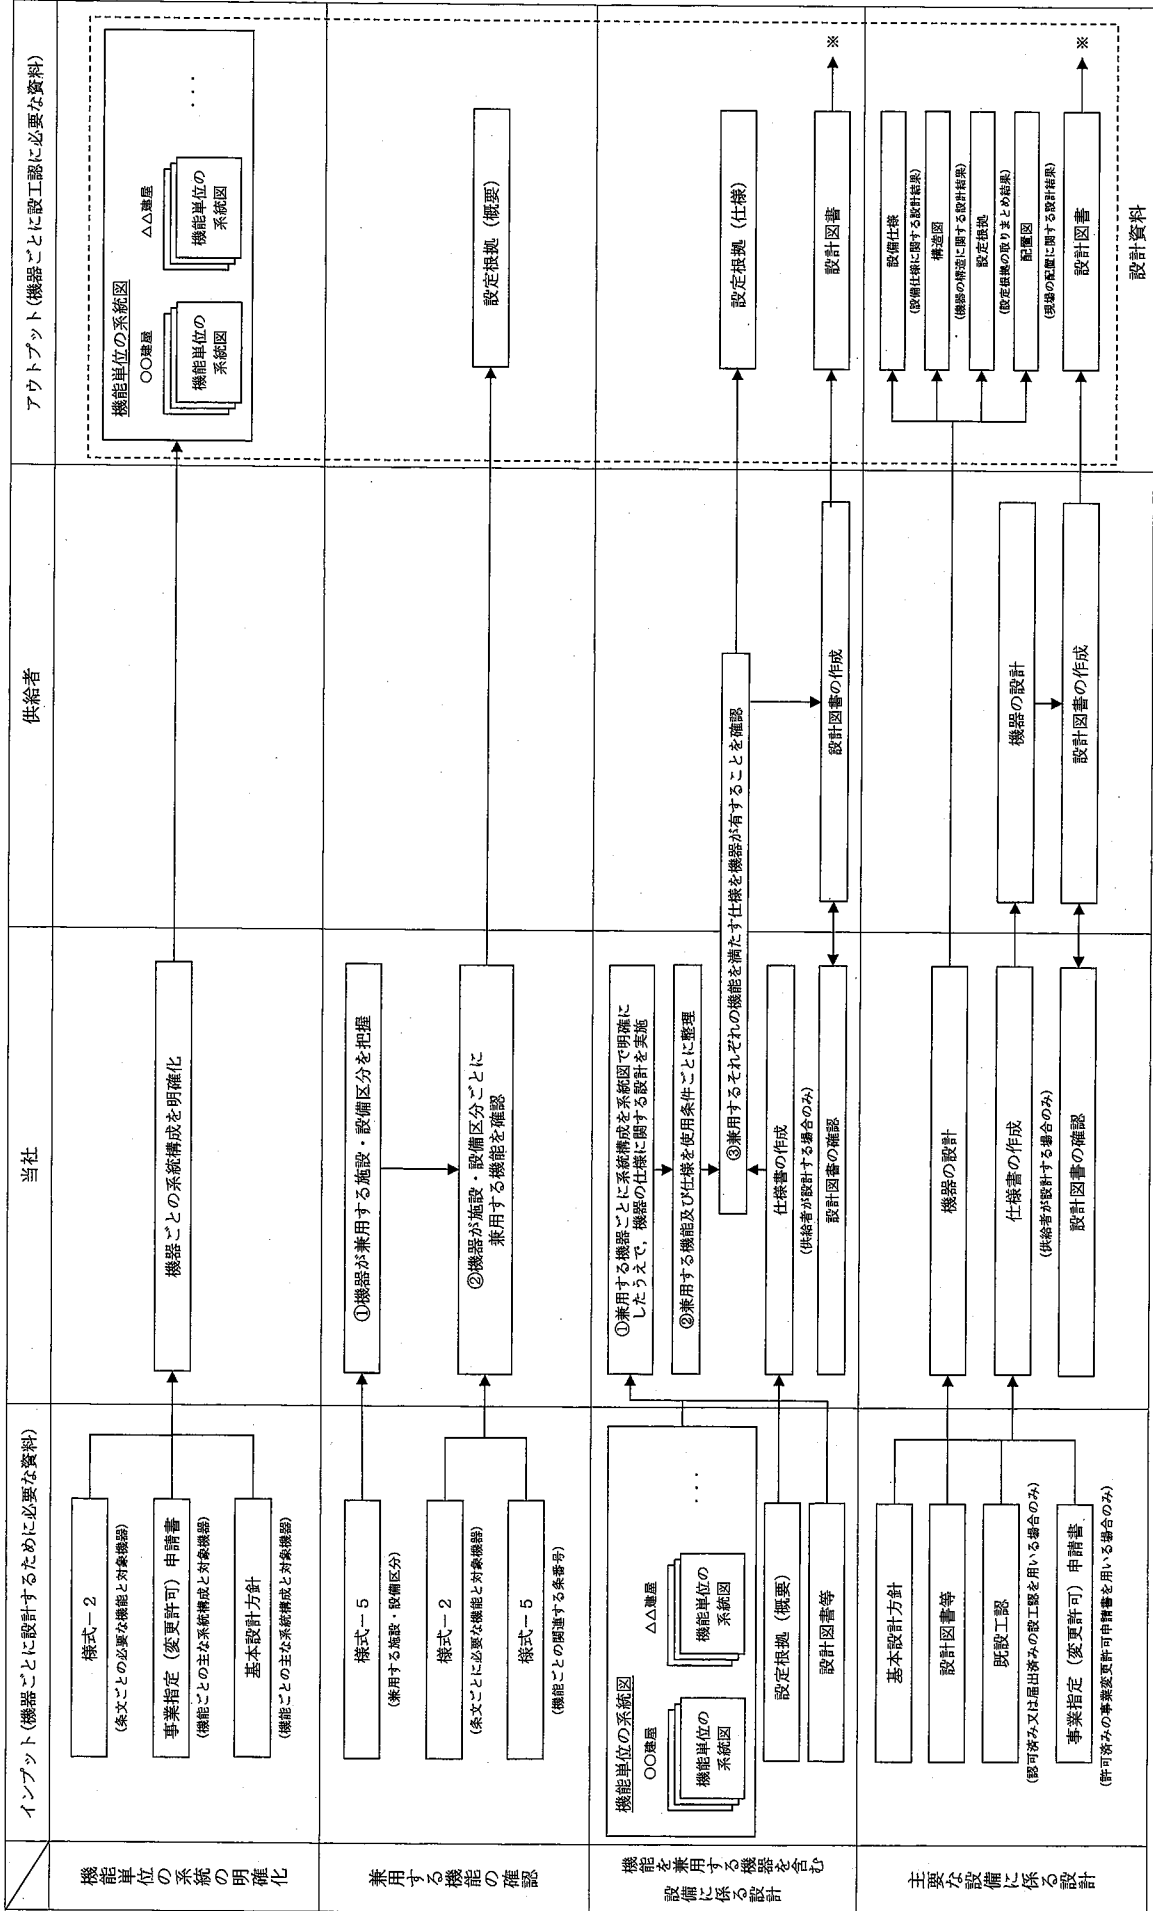 インプット(機器ごとに設計するために必要な資料)
当社
供給者
アウトプット(機器ごとに設工認に必要な資料)
機能単位の系統の明確化
様式－2
(条文ごとの必要な機能と対象機器)
事業指定（変更許可）申請書
(機能ごとの主な系統構成と対象機器)
基本設計方針
(機能ごとの主な系統構成と対象機器)
機器ごとの系統構成を明確化
機能単位の系統図
○○建屋
機能単位の
系統図
△△建屋
機能単位の
系統図
・・・
兼用する機能の確認
様式－5
(兼用する施設・設備区分)
様式－2
(条文ごとに必要な機能と対象機器)
様式－5
(機能ごとの関連する条番号)
①機器が兼用する施設・設備区分を把握
②機器が施設・設備区分ごとに
兼用する機能を確認
設定根拠（概要）
機能を兼用する機器を含む
設備に係る設計
機能単位の系統図
○○建屋
機能単位の
系統図
△△建屋
機能単位の
系統図
・・・
設定根拠（概要）
設計図書等
①兼用する機器ごとに系統構成を系統図で明確に
したうえで，機器の仕様に関する設計を実施
②兼用する機能及び仕様を使用条件ごとに整理
③兼用するそれぞれの機能を満たす仕様を機器が有することを確認
仕様書の作成
(供給者が設計する場合のみ)
設計図書の確認
設計図書の作成
設定根拠（仕様）
設計図書
※
主要な設備に係る設計
基本設計方針
設計図書等
既設工認
(認可済み又は届出済みの設工認を用いる場合のみ)
事業指定（変更許可）申請書
(許可済みの事業変更許可申請書を用いる場合のみ)
機器の設計
仕様書の作成
(供給者が設計する場合のみ)
設計図書の確認
機器の設計
設計図書の作成
設備仕様
(設備仕様に関する設計結果)
構造図
(機器の構造に関する設計結果)
設定根拠
(設定根拠の取りまとめ結果)
配置図
(現場の配置に関する設計結果)
設計図書
※
設計資料